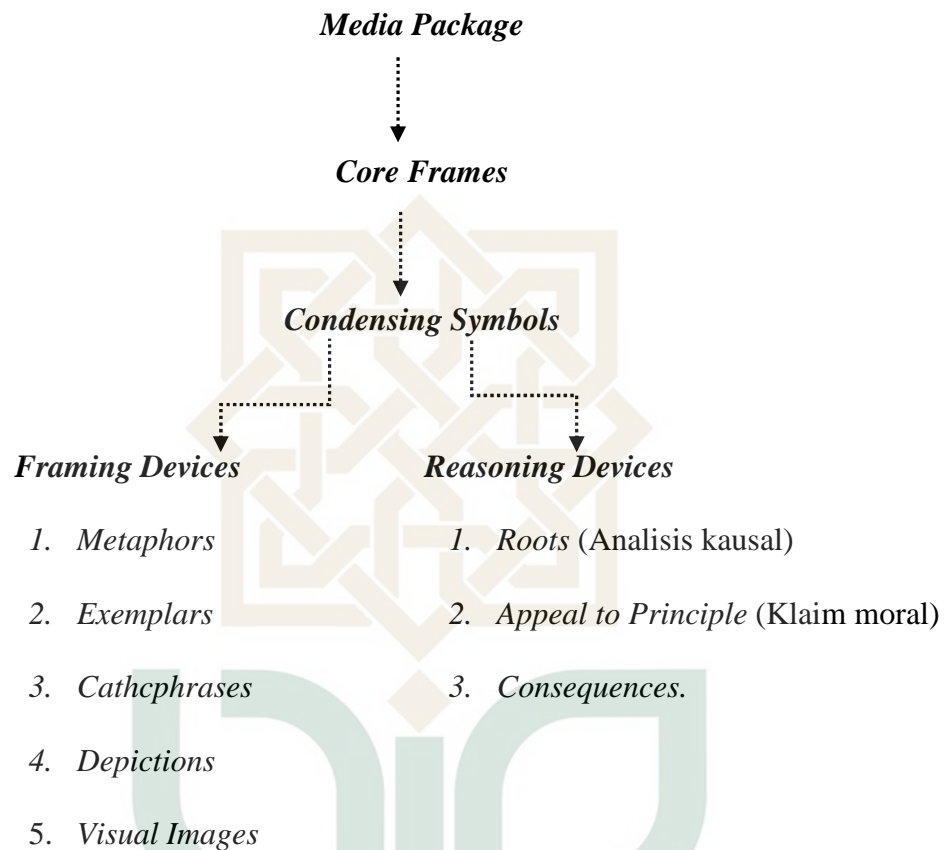 Media Package
Core Frames
Condensing Symbols
Framing Devices
1. Metaphors
2. Exemplars
3. Cathcphrases
4. Depictions
5. Visual Images
Reasoning Devices
1. Roots (Analisis kausal)
2. Appeal to Principle (Klaim moral)
3. Consequences.